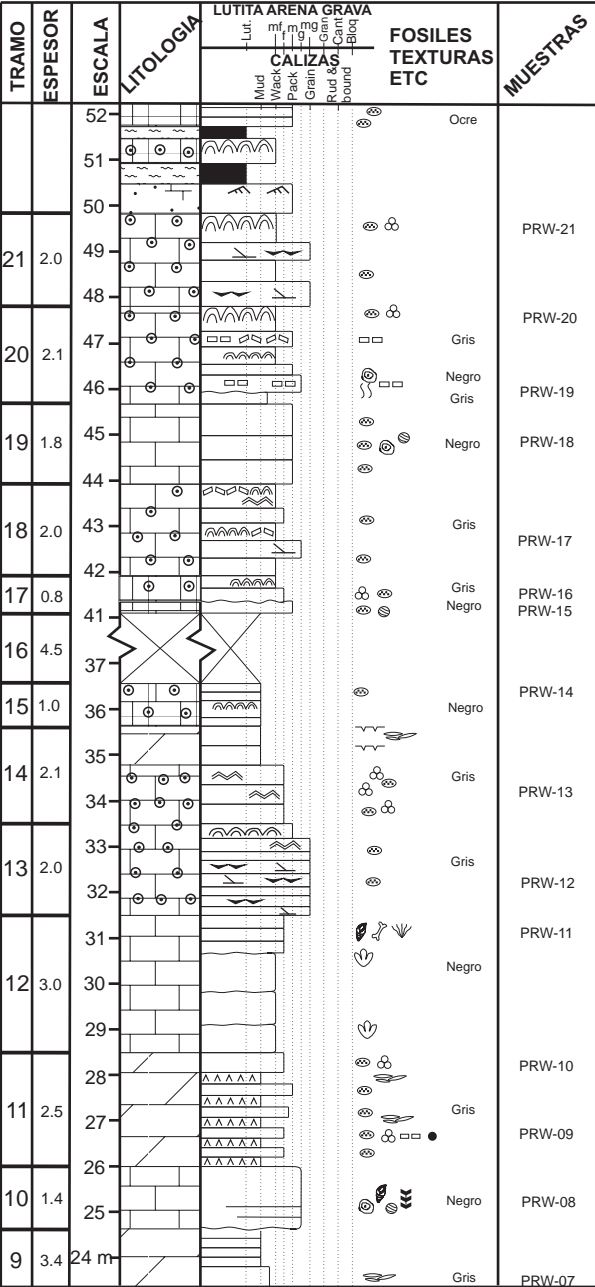 LUTITA ARENA GRAVA
Lut. mf f m g mg Gran Cant Bloq
CALIZAS
Mud Wack Pack Grain Rud & bound
TRAMO ESPESOR ESCALA LITOLOGIA FOSILES TEXTURAS ETC MUESTRAS
52 Ocre
51
50
PRW-21
21 2.0 49
48
PRW-20
47 Gris
20 2.1
Negro
46 PRW-19
Gris
19 1.8 45 Negro PRW-18
44
18 2.0 43 Gris
PRW-17
42
17 0.8 Gris PRW-16
Negro PRW-15
41
16 4.5
37
PRW-14
15 1.0 36 Negro
35
14 2.1 Gris
34 PRW-13
33
13 2.0 Gris
32 PRW-12
31 PRW-11
12 3.0 30 Negro
29
PRW-10
28
11 2.5 27 Gris
PRW-09
26
10 1.4 Negro PRW-08
25
9 3.4 24 m
Gris PRW-07